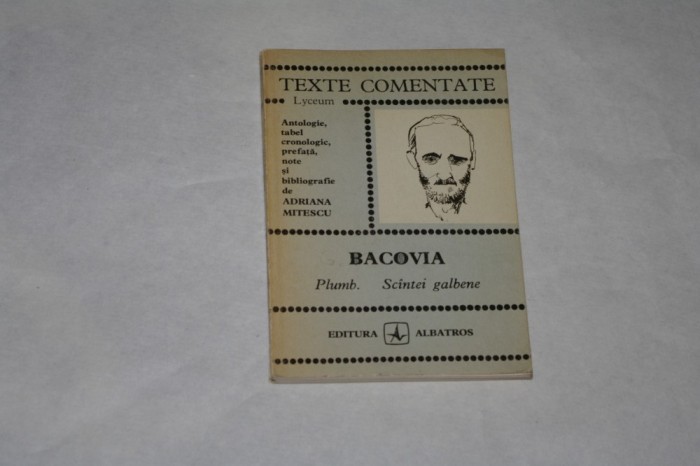 TEXTE COMENTATE
Lyceum
Antologie,
tabel
cronologic,
prefață,
note
și
bibliografie
de
ADRIANA
MITESCU
BACOVIA
Plumb. Scîntei galbene
EDITURA ALBATROS